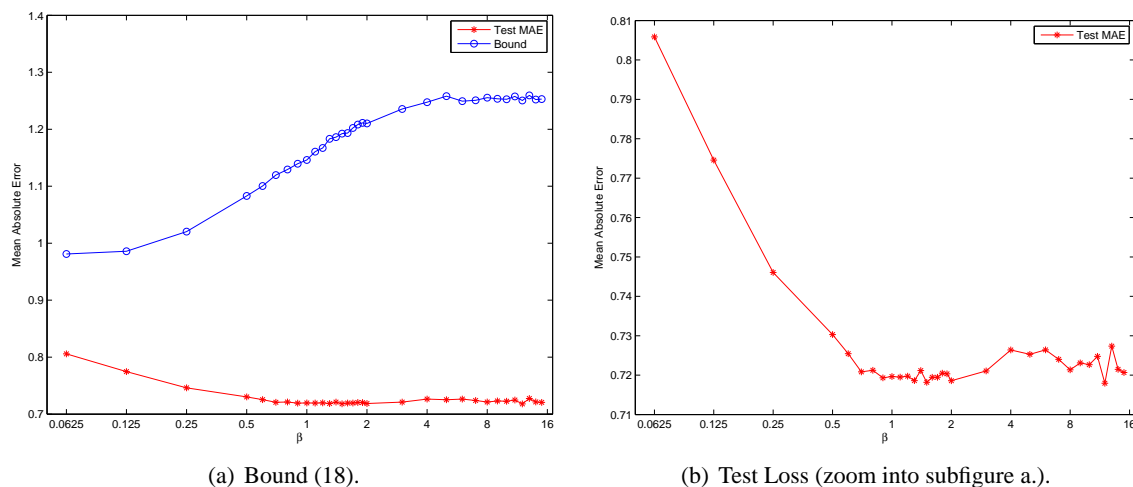 1.4
1.3
1.2
1.1
1
0.9
0.8
0.7
Mean Absolute Error
Test MAE
Bound
0.0625 0.125 0.25 0.5 1 2 4 8 16
β
(a) Bound (18).
0.81
0.8
0.79
0.78
0.77
0.76
0.75
0.74
0.73
0.72
0.71
Mean Absolute Error
Test MAE
0.0625 0.125 0.25 0.5 1 2 4 8 16
β
(b) Test Loss (zoom into subfigure a.).